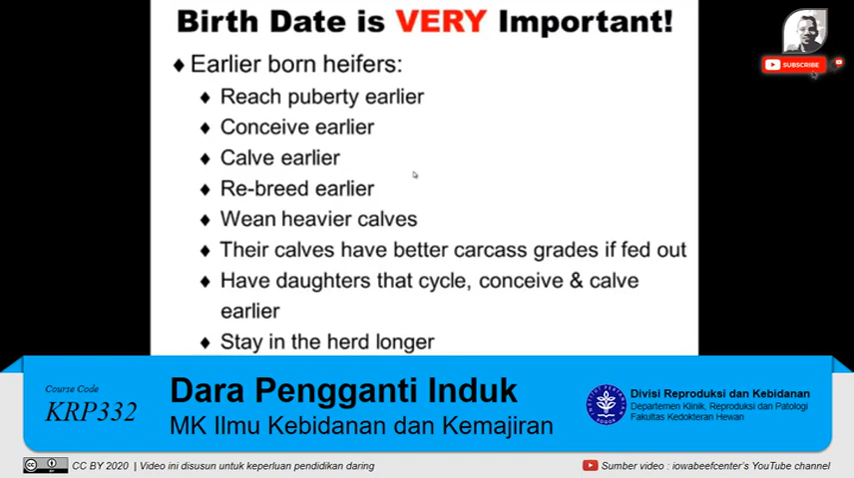 Birth Date is VERY Important!
SUBSCRIBE
♦ Earlier born heifers:
♦ Reach puberty earlier
♦ Conceive earlier
♦ Calve earlier
♦ Re-breed earlier
♦ Wean heavier calves
♦ Their calves have better carcass grades if fed out
♦ Have daughters that cycle, conceive & calve
earlier
♦ Stay in the herd longer
Course Code
KRP332
Dara Pengganti Induk
MK Ilmu Kebidanan dan Kemajiran
Divisi Reproduksi dan Kebidanan
Departemen Klinik, Reproduksi dan Patologi
Fakultas Kedokteran Hewan
CC BY 2020 | Video ini disusun untuk keperluan pendidikan daring
Sumber video : iowabeefcenter's YouTube channel